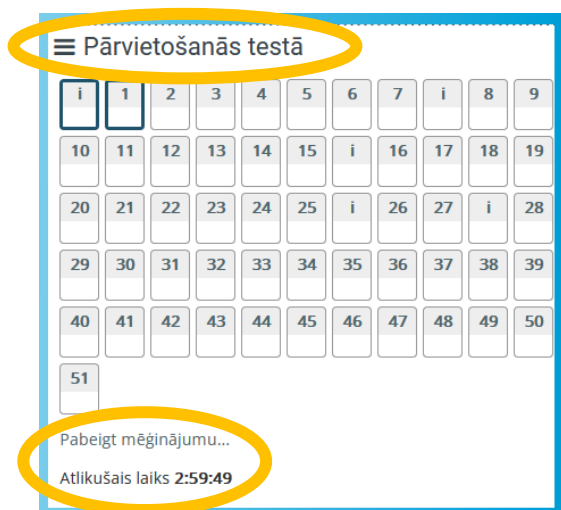 Pārvietošanās testā
i 1 2 3 4 5 6 7 i 8 9
10 11 12 13 14 15 i 16 17 18 19
20 21 22 23 24 25 i 26 27 i 28
29 30 31 32 33 34 35 36 37 38 39
40 41 42 43 44 45 46 47 48 49 50
51
Pabeigt mēģinājumu...
Atlikušais laiks 2:59:49